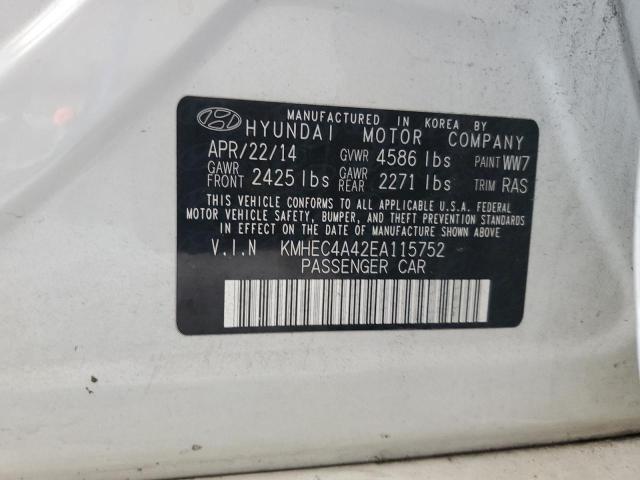 MANUFACTURED IN KOREA BY
HYUNDAI MOTOR COMPANY
APR/22/14 GVWR 4586 lbs PAINT WW7
GAWR FRONT 2425 lbs GAWR REAR 2271 lbs TRIM RAS
THIS VEHICLE CONFORMS TO ALL APPLICABLE U.S.A. FEDERAL
MOTOR VEHICLE SAFETY, BUMPER, AND THEFT PREVENTION STANDARDS
IN EFFECT ON THE DATE OF MANUFACTURE SHOWN ABOVE.
V.I.N KMHEC4A42EA115752
PASSENGER CAR